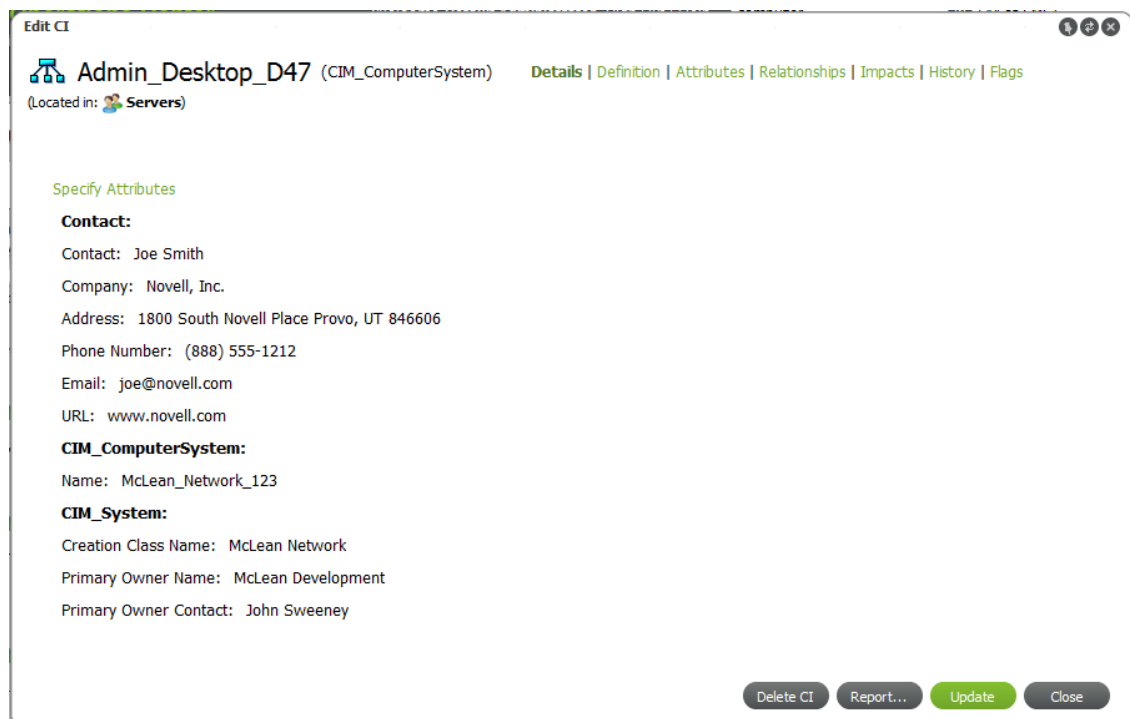 Edit CI
Admin_Desktop_D47 (CIM_ComputerSystem) Details | Definition | Attributes | Relationships | Impacts | History | Flags
(Located in: Servers)
Specify Attributes
Contact:
Contact: Joe Smith
Company: Novell, Inc.
Address: 1800 South Novell Place Provo, UT 846606
Phone Number: (888) 555-1212
Email: joe@novell.com
URL: www.novell.com
CIM_ComputerSystem:
Name: McLean_Network_123
CIM_System:
Creation Class Name: McLean Network
Primary Owner Name: McLean Development
Primary Owner Contact: John Sweeney
Delete CI Report... Update Close